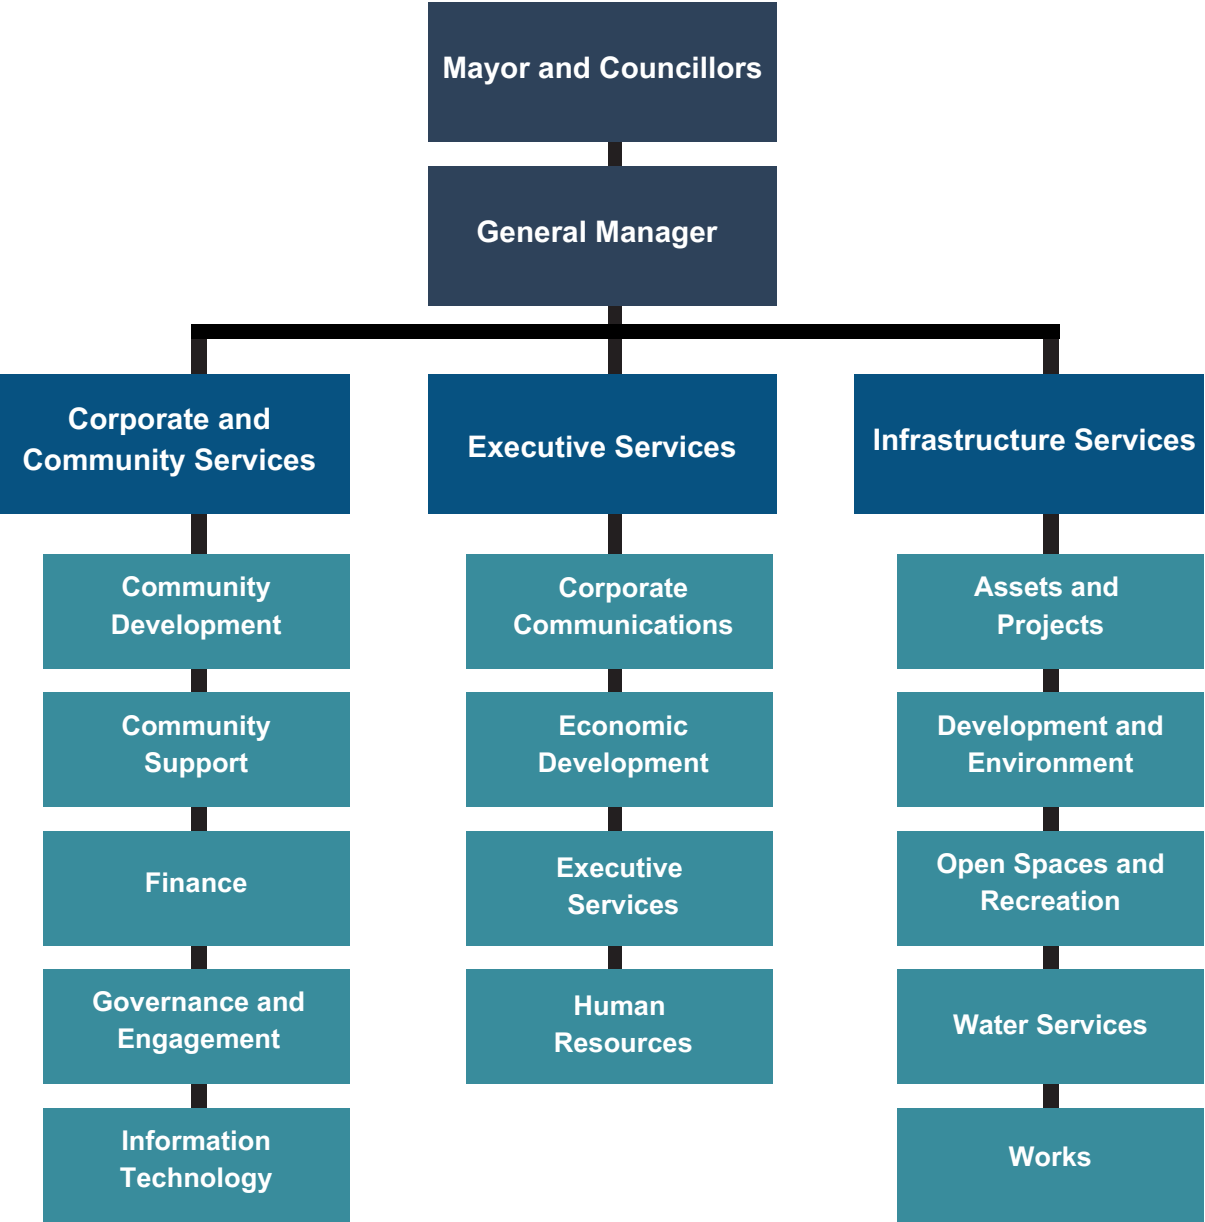 Mayor and Councillors
General Manager
Corporate and
Community Services
Executive Services
Infrastructure Services
Community
Development
Community
Support
Finance
Governance and
Engagement
Information
Technology
Corporate
Communications
Economic
Development
Executive
Services
Human
Resources
Assets and
Projects
Development and
Environment
Open Spaces and
Recreation
Water Services
Works